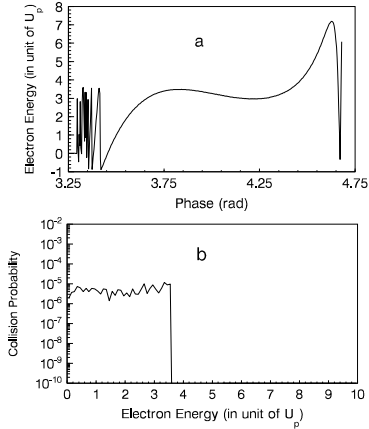 Electron Energy (in unit of U_p)
8
7
6
5
4
3
2
1
0
-1
a
3.25 3.75 4.25 4.75
Phase (rad)
Collision Probability
10^-2
10^-3
10^-4
10^-5
10^-6
10^-7
10^-8
10^-9
10^-10
b
0 1 2 3 4 5 6 7 8 9 10
Electron Energy (in unit of U_p)